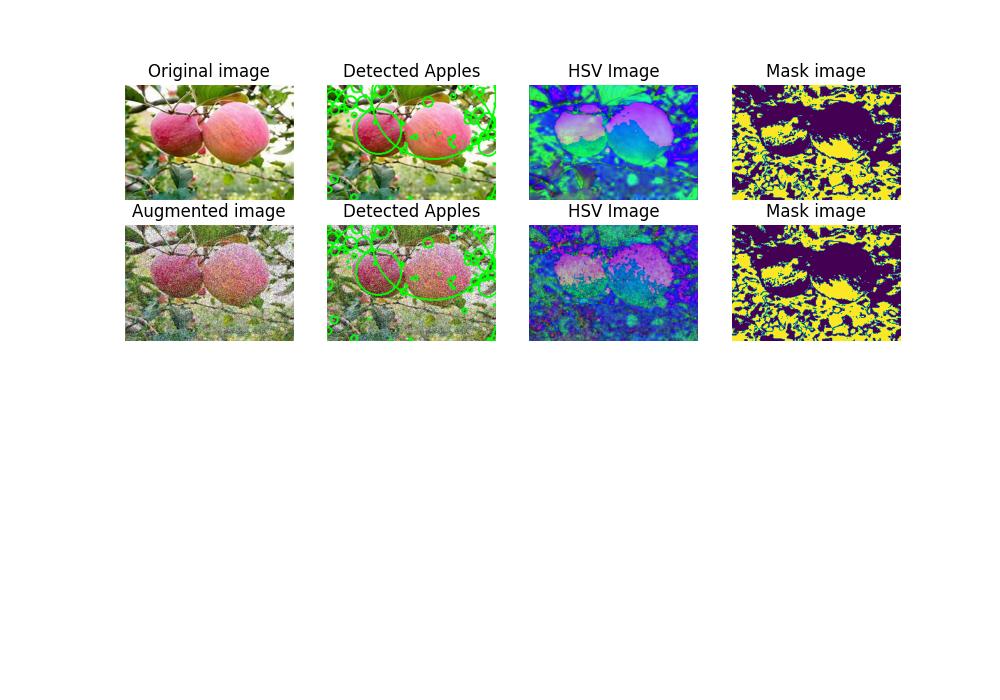 Original image
Detected Apples
HSV Image
Mask image
Augmented image
Detected Apples
HSV Image
Mask image